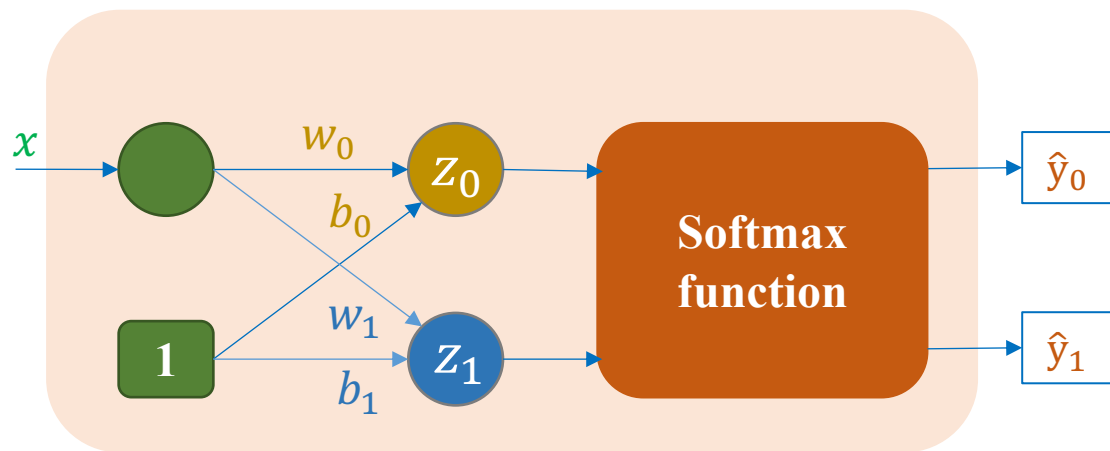 x
w₀
z₀
b₀
Softmax
function
ŷ₀
1
w₁
b₁
z₁
ŷ₁